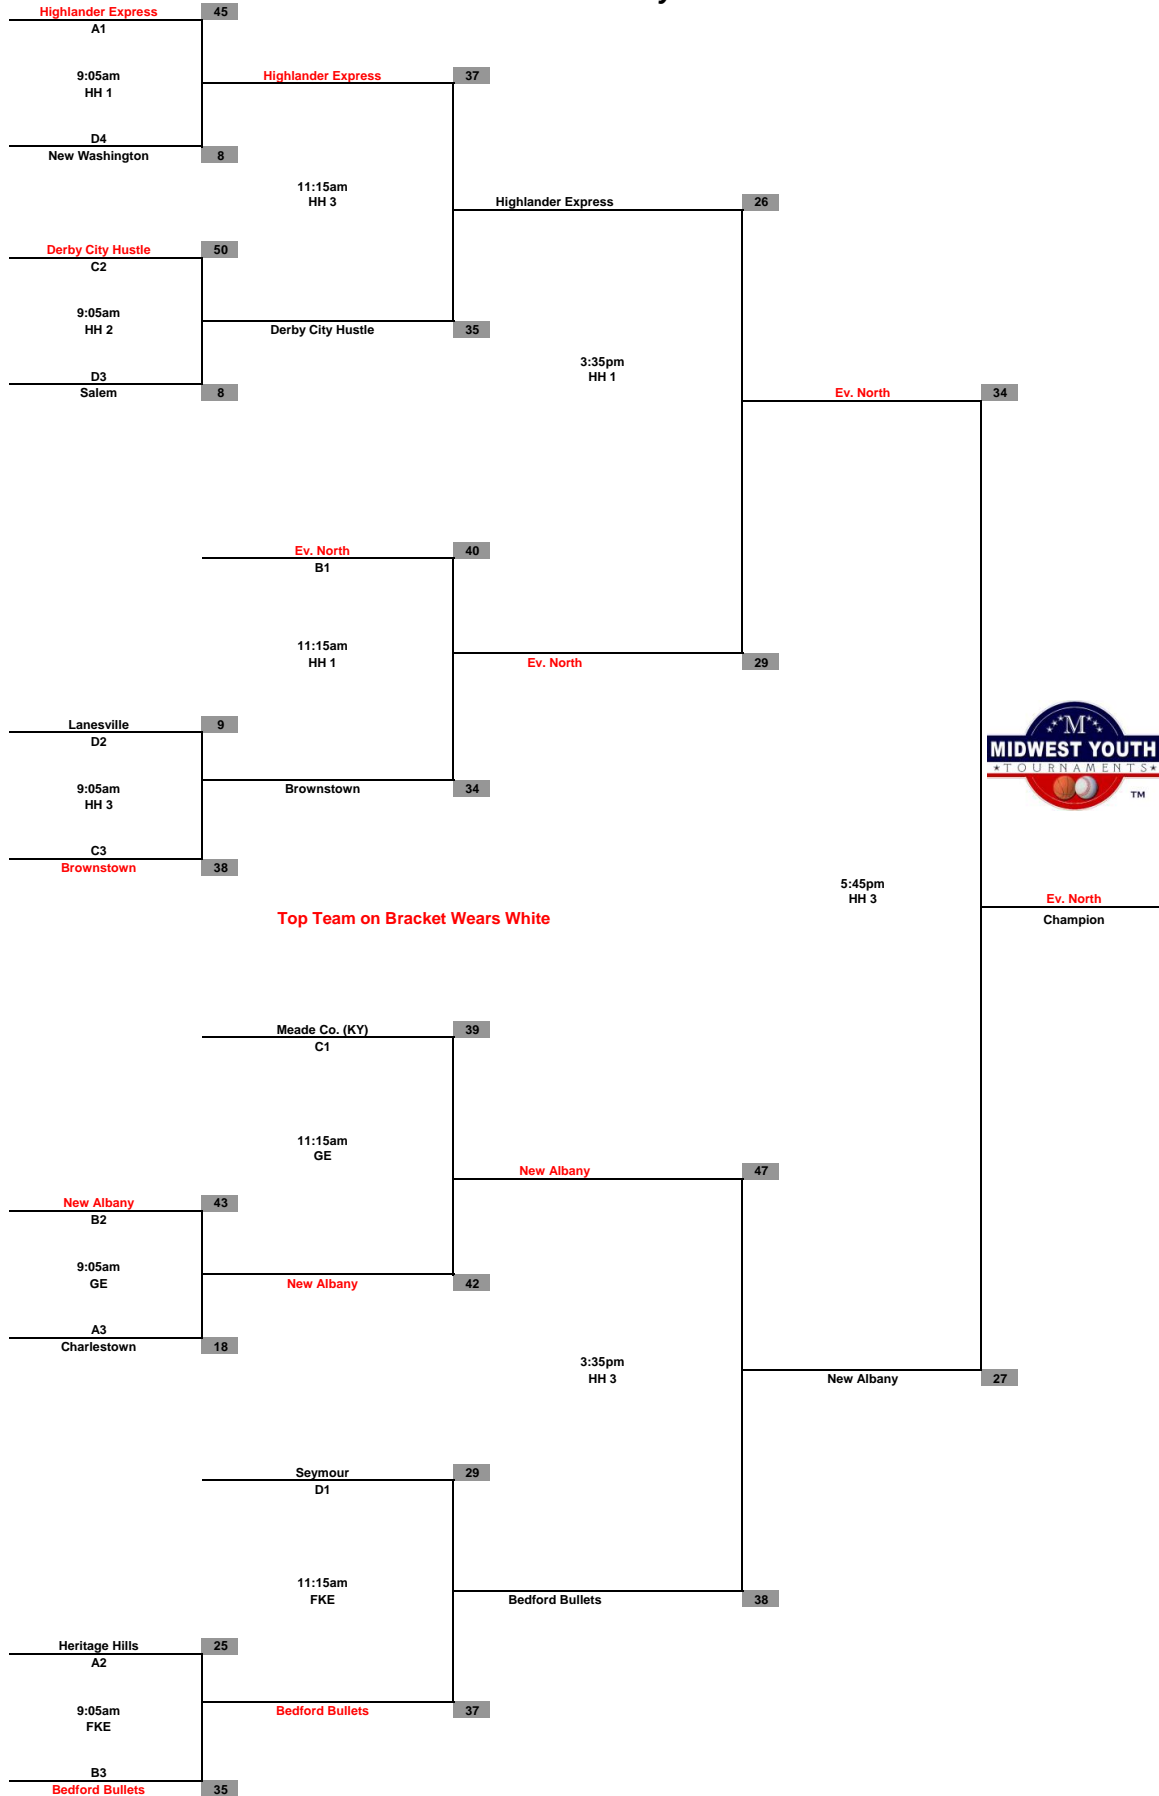 Highlander Express 45
A1
9:05am
HH 1
D4
New Washington 8
Highlander Express 37
11:15am
HH 3
Derby City Hustle 50
C2
9:05am
HH 2
D3
Salem 8
Derby City Hustle 35
Highlander Express 26
3:35pm
HH 1
Ev. North 34
Ev. North 40
B1
11:15am
HH 1
Ev. North 29
Lanesville 9
D2
9:05am
HH 3
C3
Brownstown 38
Brownstown 34
M
MIDWEST YOUTH
TOURNAMENTS
TM
5:45pm
HH 3
Ev. North
Champion
Top Team on Bracket Wears White
Meade Co. (KY) 39
C1
11:15am
GE
New Albany 47
New Albany 43
B2
9:05am
GE
A3
Charlestown 18
New Albany 42
3:35pm
HH 3
New Albany 27
Seymour 29
D1
11:15am
FKE
Bedford Bullets 38
Heritage Hills 25
A2
9:05am
FKE
B3
Bedford Bullets 35
Bedford Bullets 37